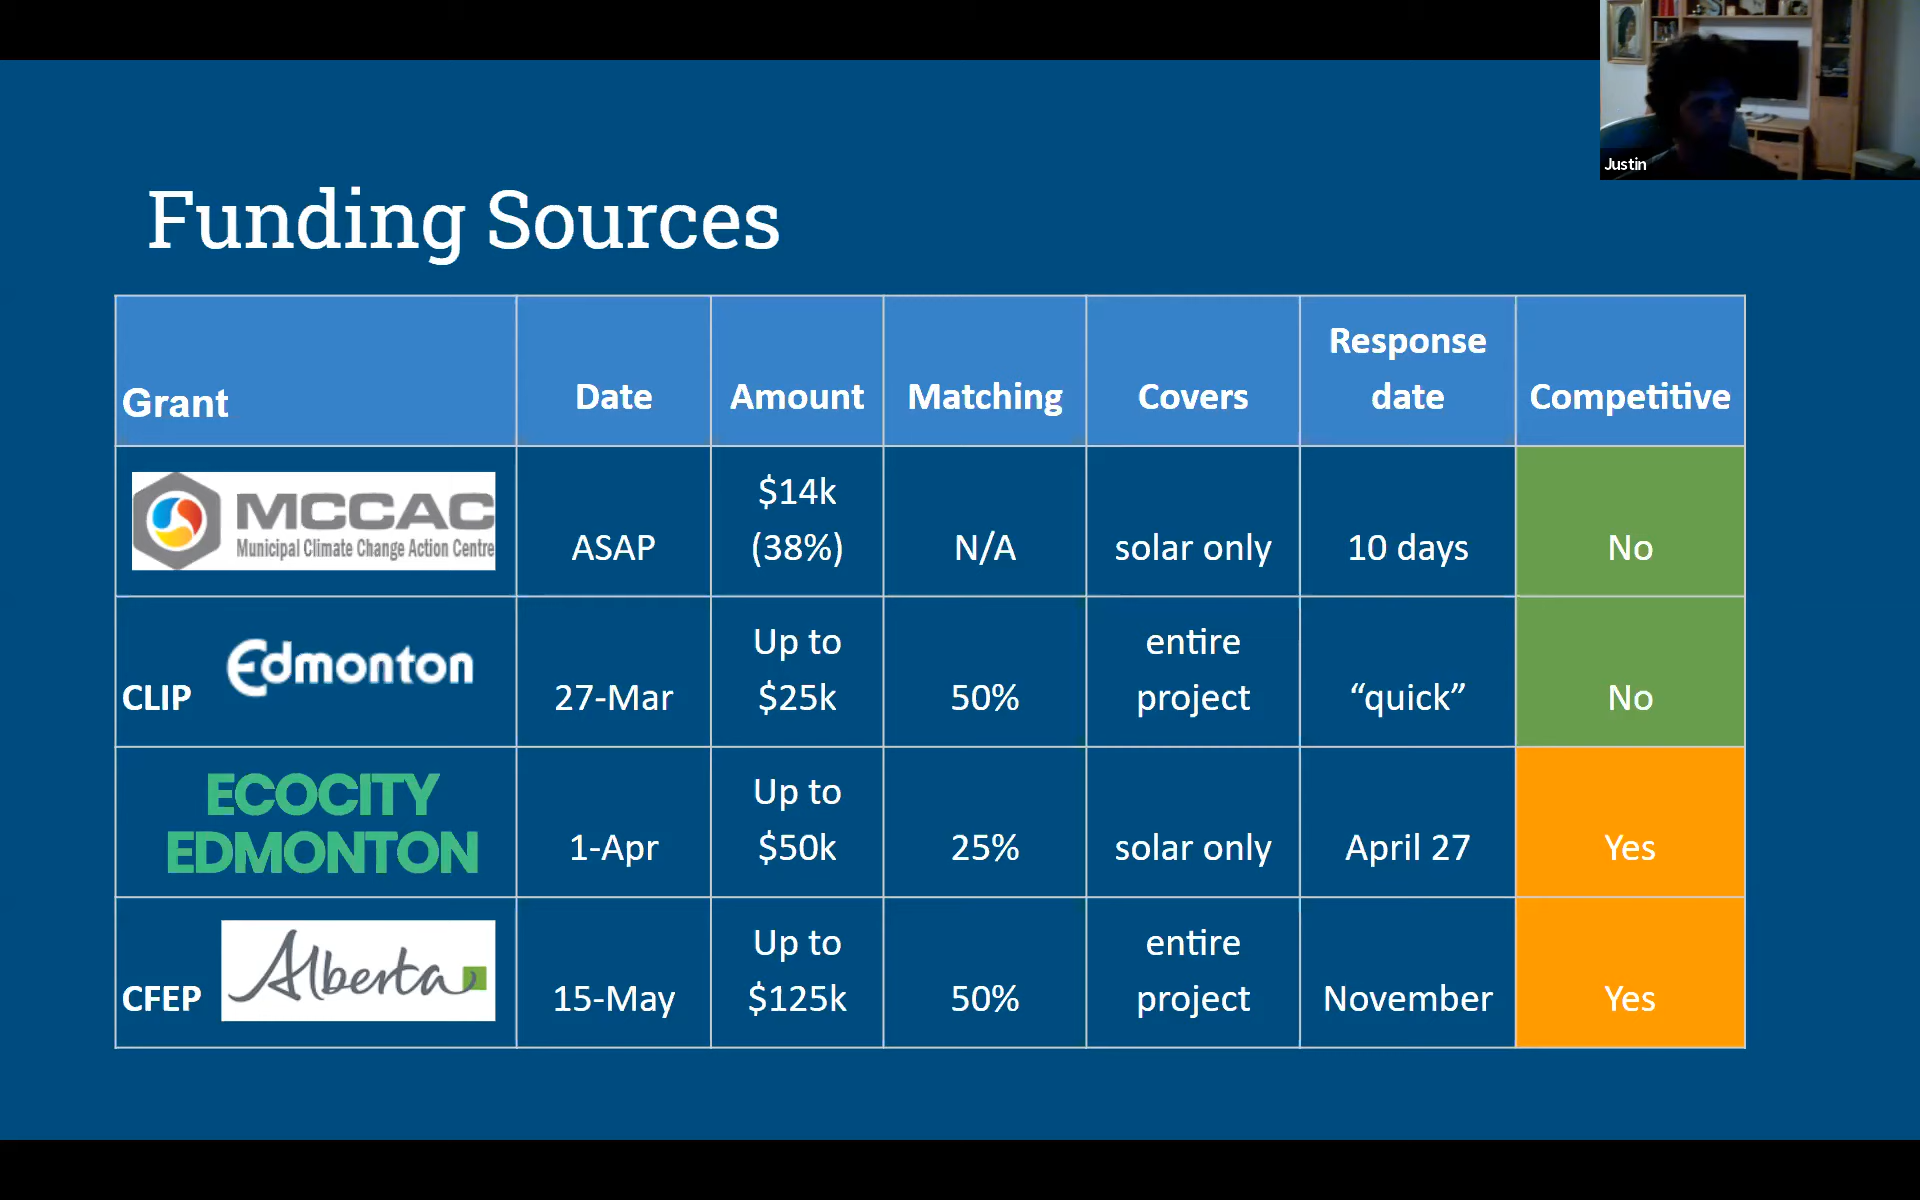 Justin
Funding Sources
Grant
Date
Amount
Matching
Covers
Response
date
Competitive
MCCAC
Municipal Climate Change Action Centre
ASAP
$14k
(38%)
N/A
solar only
10 days
No
CLIP
Edmonton
27-Mar
Up to
$25k
50%
entire
project
“quick”
No
ECOCITY
EDMONTON
1-Apr
Up to
$50k
25%
solar only
April 27
Yes
CFEP
Alberta
15-May
Up to
$125k
50%
entire
project
November
Yes